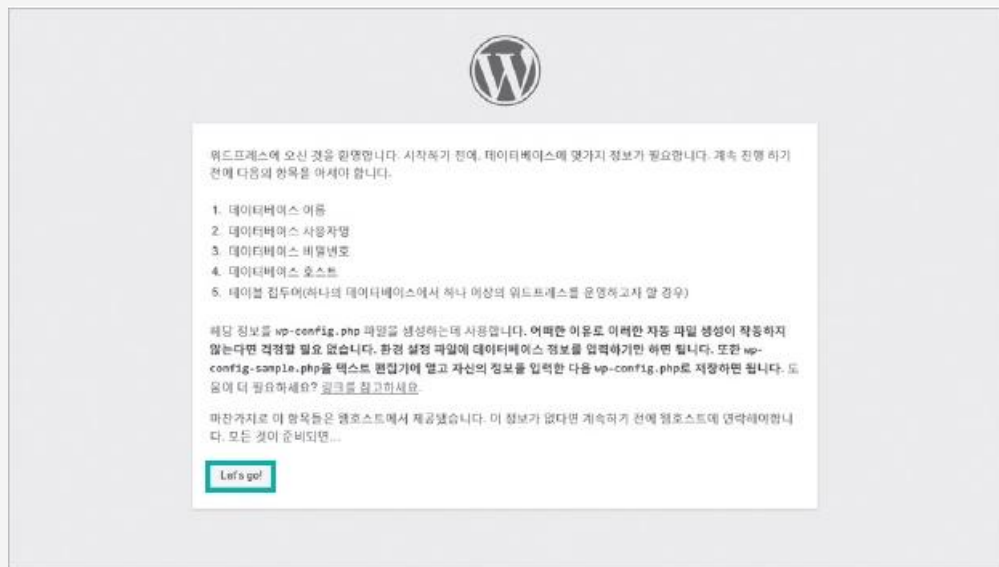 워드프레스에 오신 것을 환영합니다. 시작하기 전에, 데이터베이스에 몇가지 정보가 필요합니다. 계속 진행 하기
전에 다음의 항목을 아셔야 합니다.
1. 데이터베이스 이름
2. 데이터베이스 사용자명
3. 데이터베이스 비밀번호
4. 데이터베이스 호스트
5. 테이블 접두어(하나의 데이터베이스에서 하나 이상의 워드프레스를 운영하고자 할 경우)
해당 정보를 wp-config.php 파일을 생성하는데 사용합니다. 어떠한 이유로 이러한 자동 파일 생성이 작동하지
않는다면 걱정할 필요 없습니다. 환경 설정 파일에 데이터베이스 정보를 입력하기만 하면 됩니다. 또한 wp-
config-sample.php을 텍스트 편집기에 열고 자신의 정보를 입력한 다음 wp-config.php로 저장하면 됩니다. 도
움이 더 필요하세요? 링크를 참고하세요.
마찬가지로 이 항목들은 웹호스트에서 제공됐습니다. 이 정보가 없다면 계속하기 전에 웹호스트에 연락해야합니
다. 모든 것이 준비되면…
Let's go!